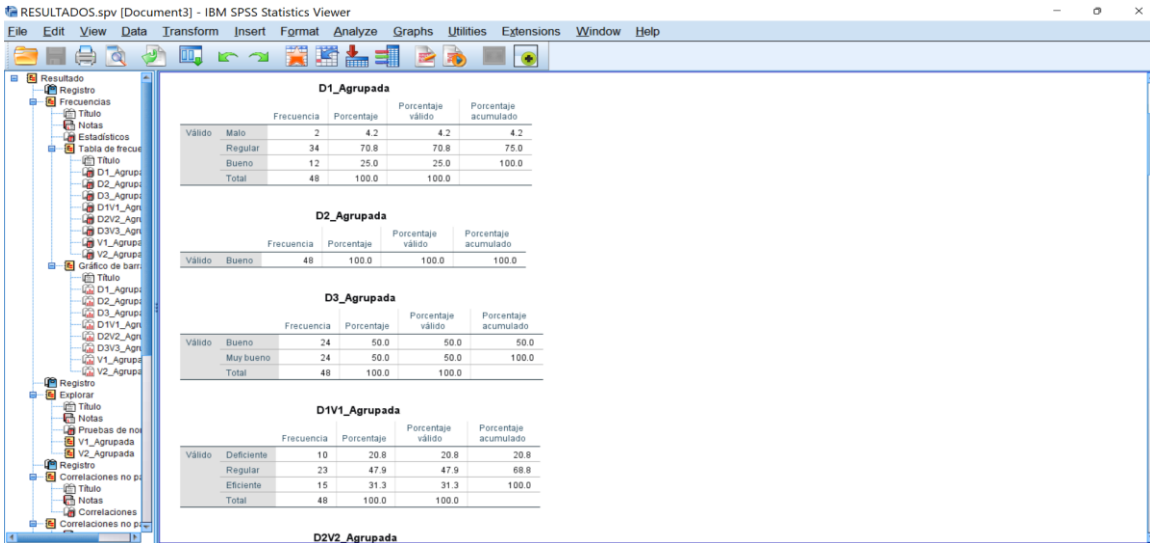 RESULTADOS.spv [Document3] - IBM SPSS Statistics Viewer
File Edit View Data Transform Insert Format Analyze Graphs Utilities Extensions Window Help
Resultado
Registro
Frecuencias
Título
Notas
Estadísticos
Tabla de frecue
Título
D1_Agrupa
D2_Agrupa
D3_Agrupa
D1V1_Agru
D2V2_Agru
D3V3_Agru
V1_Agrupa
V2_Agrupa
Gráfico de barra
Título
D1_Agrupa
D2_Agrupa
D3_Agrupa
D1V1_Agru
D2V2_Agru
D3V3_Agru
V1_Agrupa
V2_Agrupa
Registro
Explorar
Título
Notas
Pruebas de nor
V1_Agrupada
V2_Agrupada
Registro
Correlaciones no pa
Título
Notas
Correlaciones
Correlaciones no pa
D1_Agrupada
Frecuencia Porcentaje Porcentaje válido Porcentaje acumulado
Válido Malo 2 4.2 4.2 4.2
Regular 34 70.8 70.8 75.0
Bueno 12 25.0 25.0 100.0
Total 48 100.0 100.0
D2_Agrupada
Frecuencia Porcentaje Porcentaje válido Porcentaje acumulado
Válido Bueno 48 100.0 100.0 100.0
D3_Agrupada
Frecuencia Porcentaje Porcentaje válido Porcentaje acumulado
Válido Bueno 24 50.0 50.0 50.0
Muy bueno 24 50.0 50.0 100.0
Total 48 100.0 100.0
D1V1_Agrupada
Frecuencia Porcentaje Porcentaje válido Porcentaje acumulado
Válido Deficiente 10 20.8 20.8 20.8
Regular 23 47.9 47.9 68.8
Eficiente 15 31.3 31.3 100.0
Total 48 100.0 100.0
D2V2_Agrupada